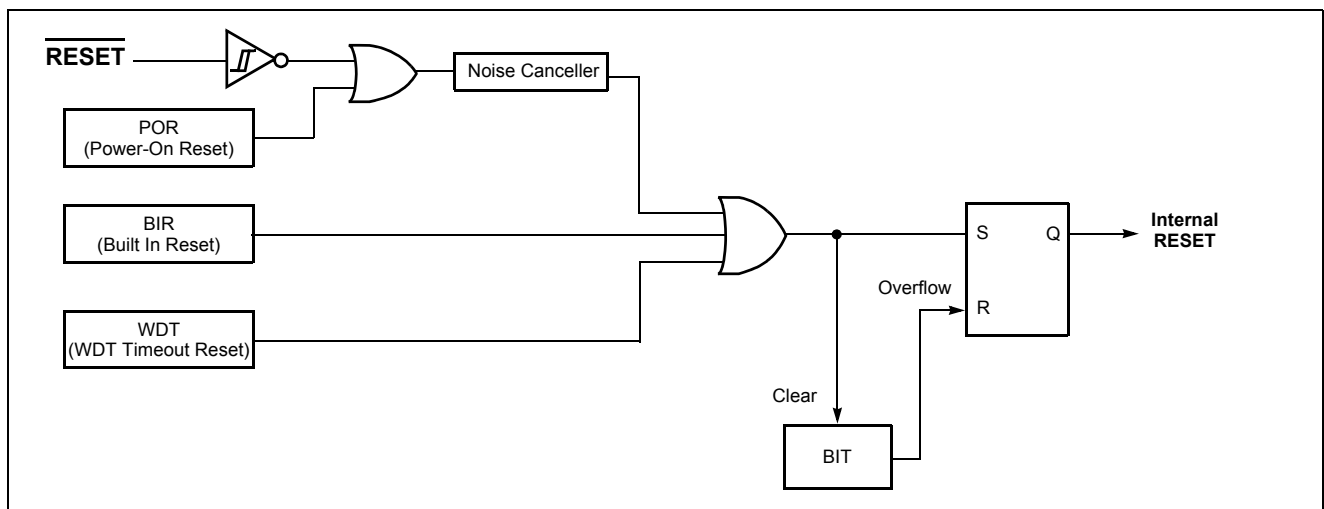 RESET
Noise Canceller
POR
(Power-On Reset)
BIR
(Built In Reset)
S
Q
Internal
RESET
Overflow
R
WDT
(WDT Timeout Reset)
Clear
BIT